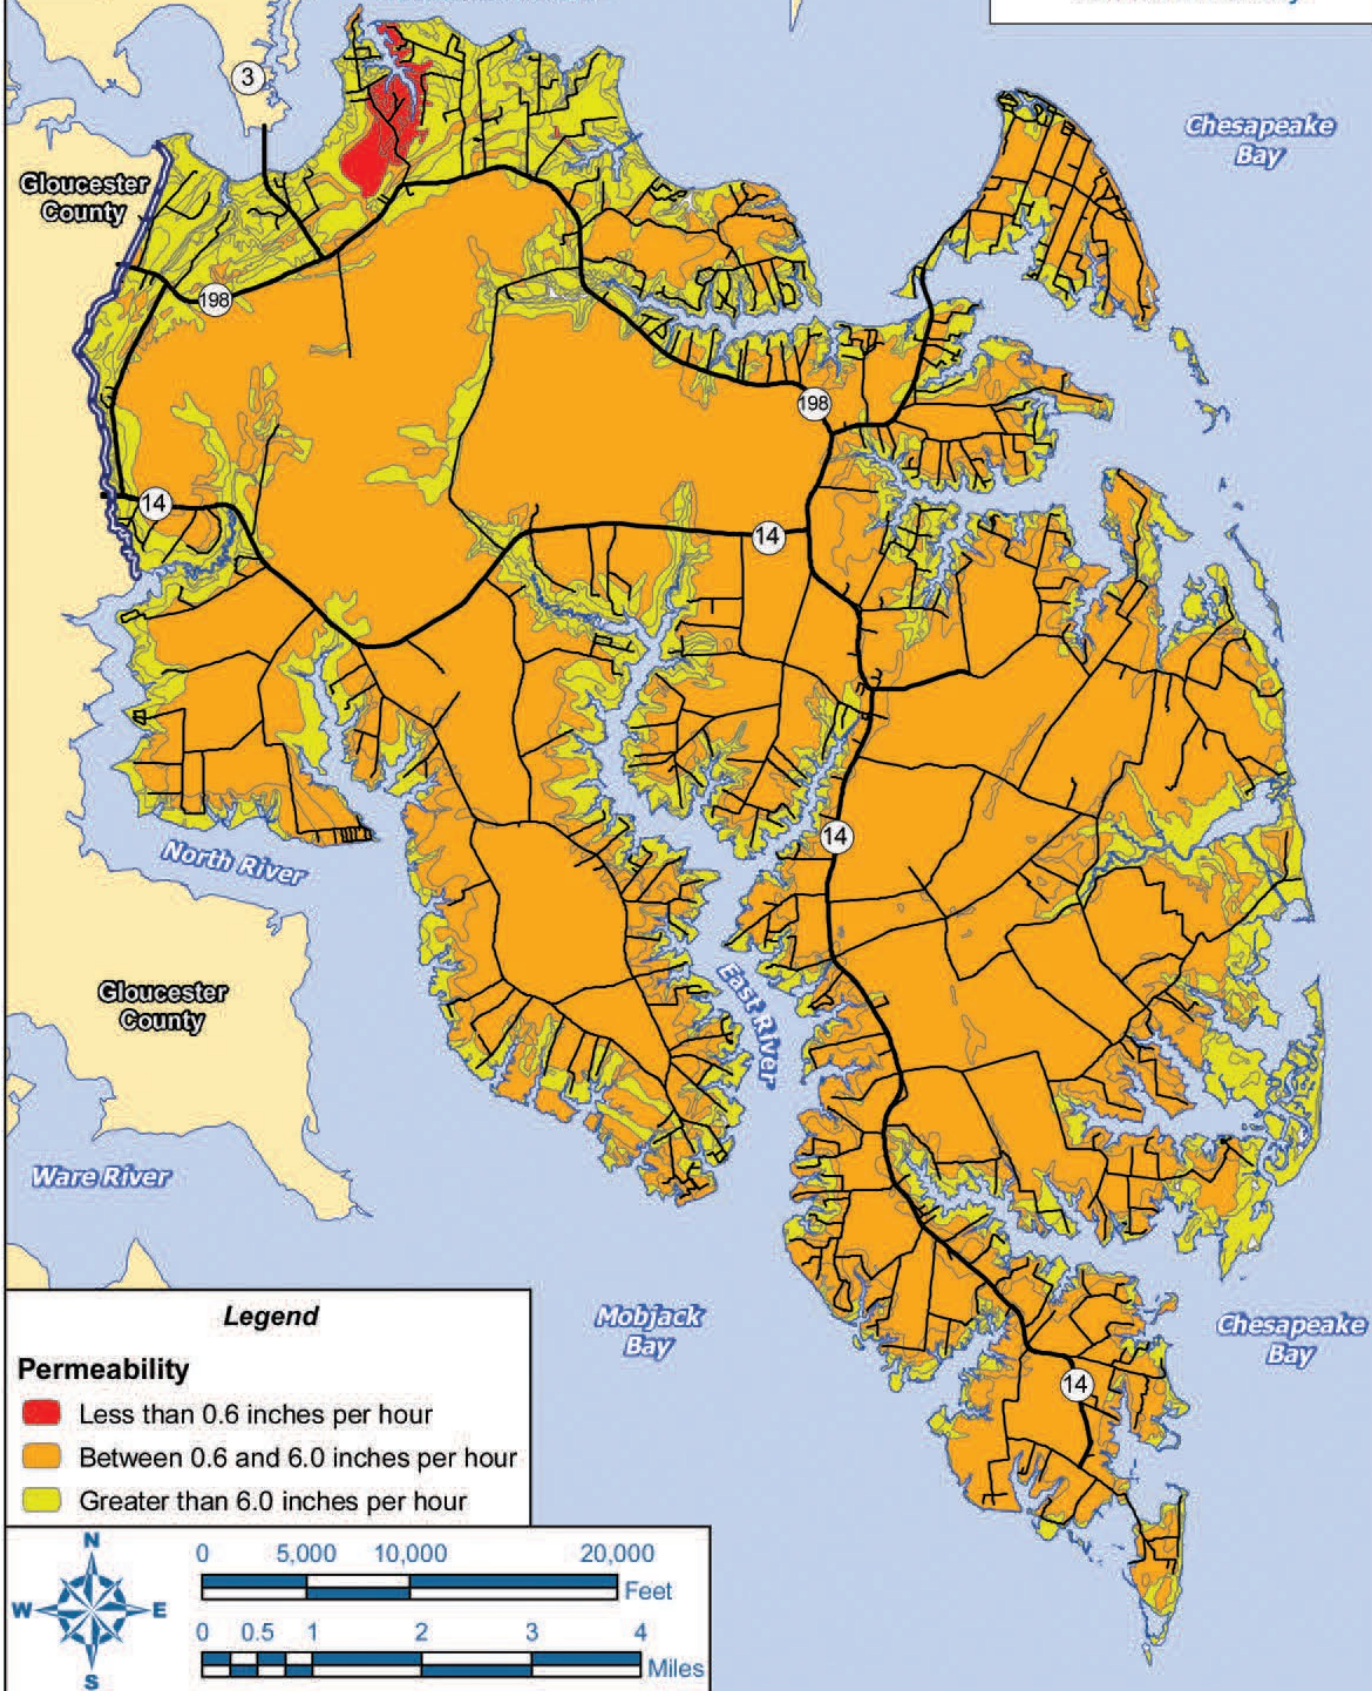 3
Chesapeake
Bay
Gloucester
County
198
198
14
14
North River
14
Gloucester
County
East River
Ware River
Mobjack
Bay
Chesapeake
Bay
14
Legend
Permeability
Less than 0.6 inches per hour
Between 0.6 and 6.0 inches per hour
Greater than 6.0 inches per hour
N
W E
S
0 5,000 10,000 20,000
Feet
0 0.5 1 2 3 4
Miles